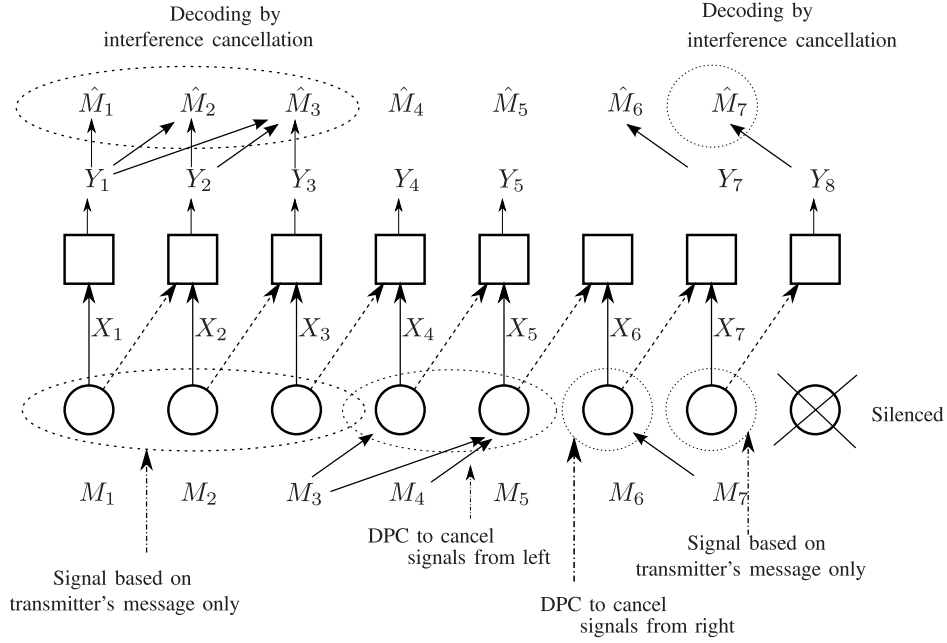 Decoding by
interference cancellation
Decoding by
interference cancellation
M̂₁ M̂₂ M̂₃ M̂₄ M̂₅ M̂₆ M̂₇
Y₁ Y₂ Y₃ Y₄ Y₅ Y₇ Y₈
X₁ X₂ X₃ X₄ X₅ X₆ X₇
Silenced
M₁ M₂ M₃ M₄ M₅ M₆ M₇
DPC to cancel
signals from left
Signal based on
transmitter's message only
Signal based on
transmitter's message only
DPC to cancel
signals from right